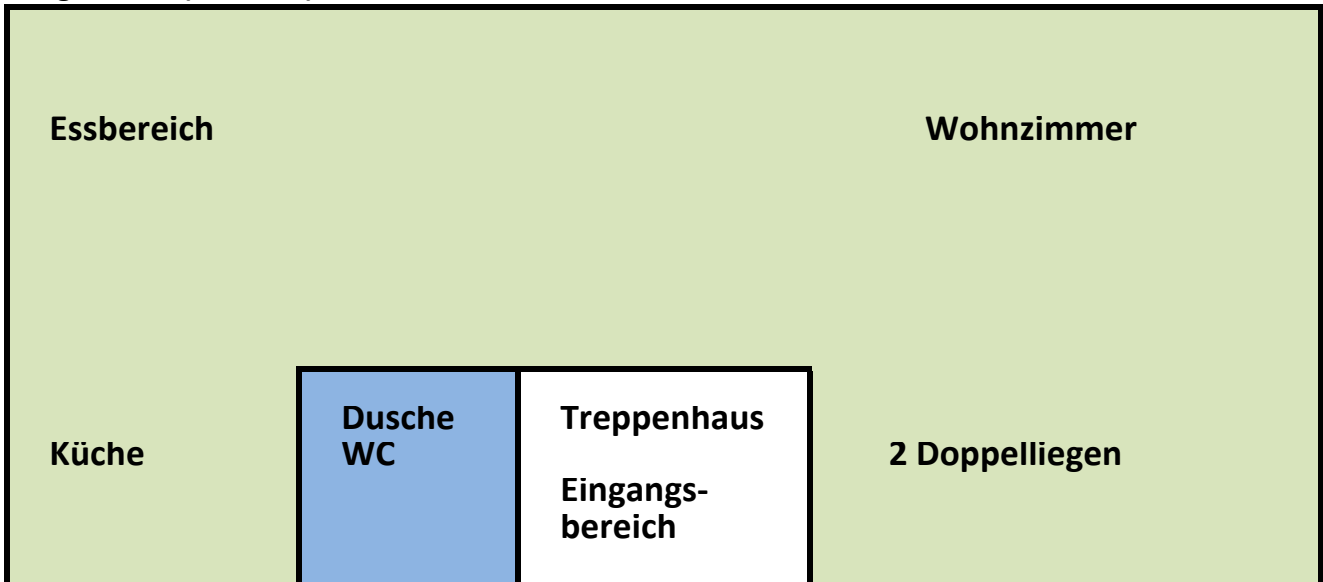 Essbereich
Wohnzimmer
Küche
Dusche
WC
Treppenhaus
Eingangs-
bereich
2 Doppelliegen